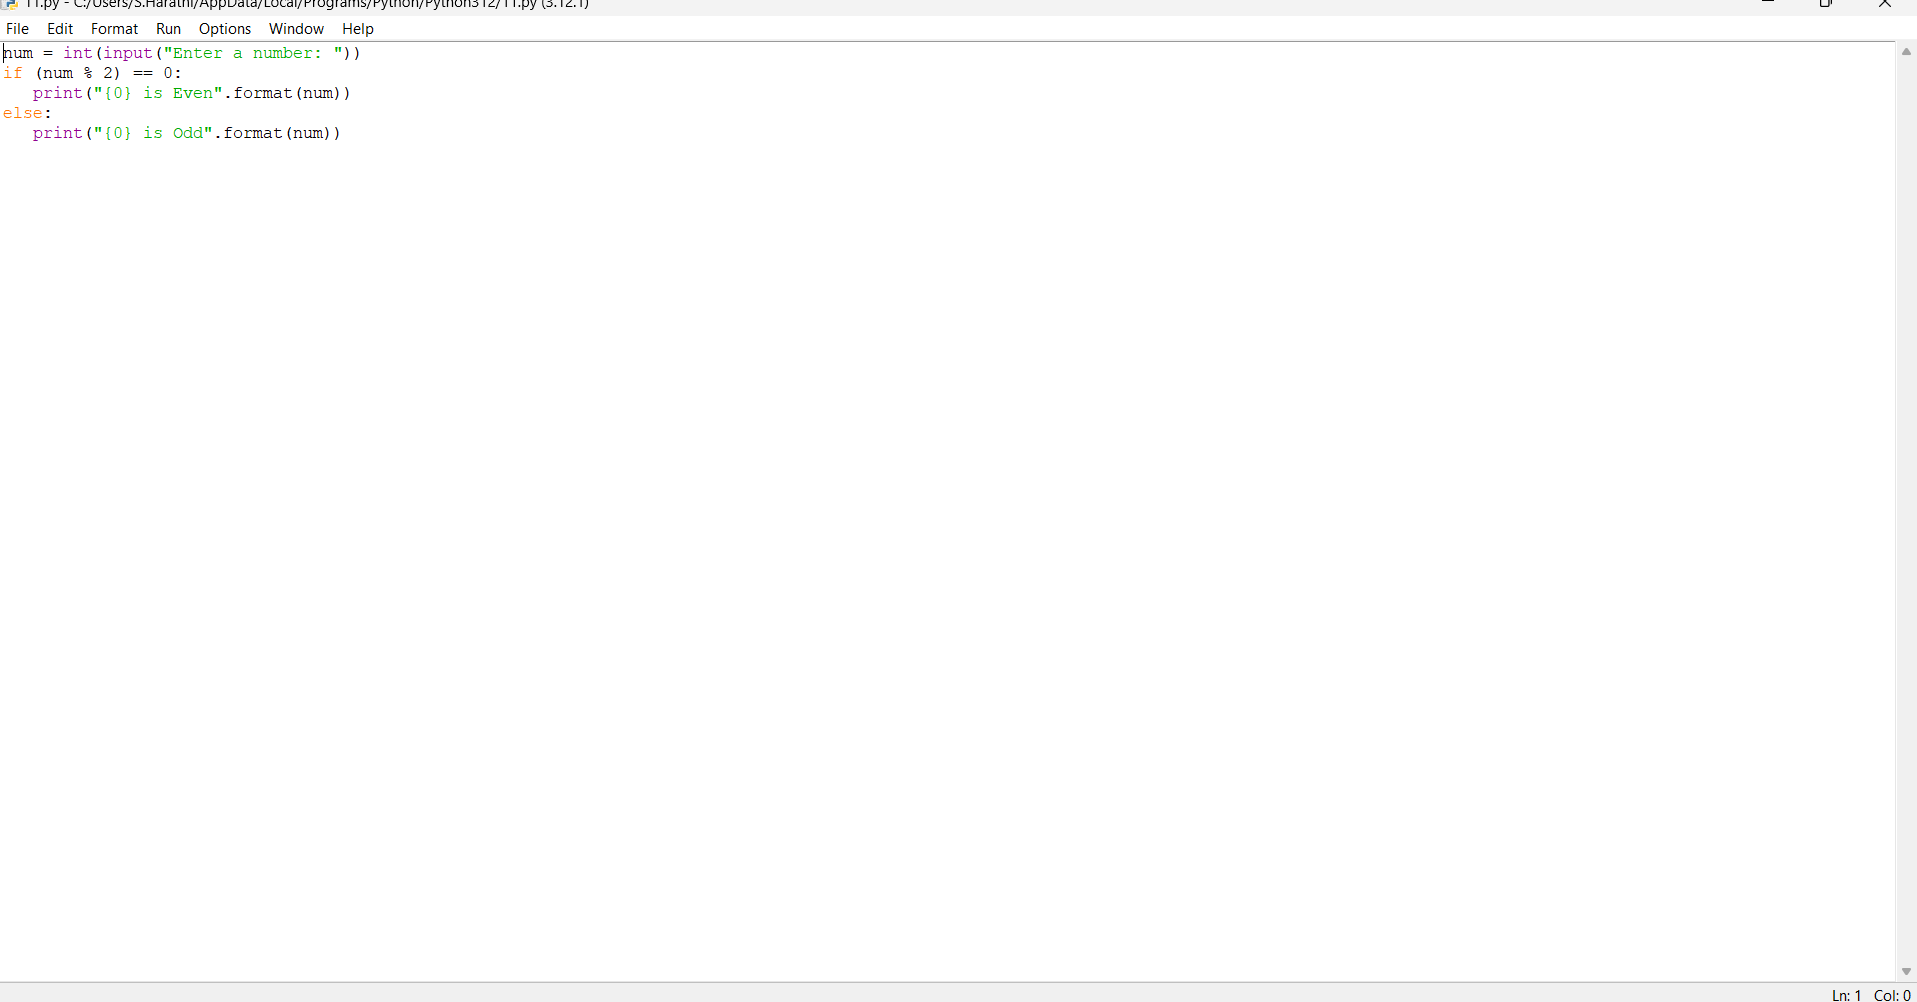 11.py - C:/Users/S.Harathi/AppData/Local/Programs/Python/Python312/11.py (3.12.1)
File Edit Format Run Options Window Help
num = int(input("Enter a number: "))
if (num % 2) == 0:
   print("{0} is Even".format(num))
else:
   print("{0} is Odd".format(num))
Ln: 1 Col: 0